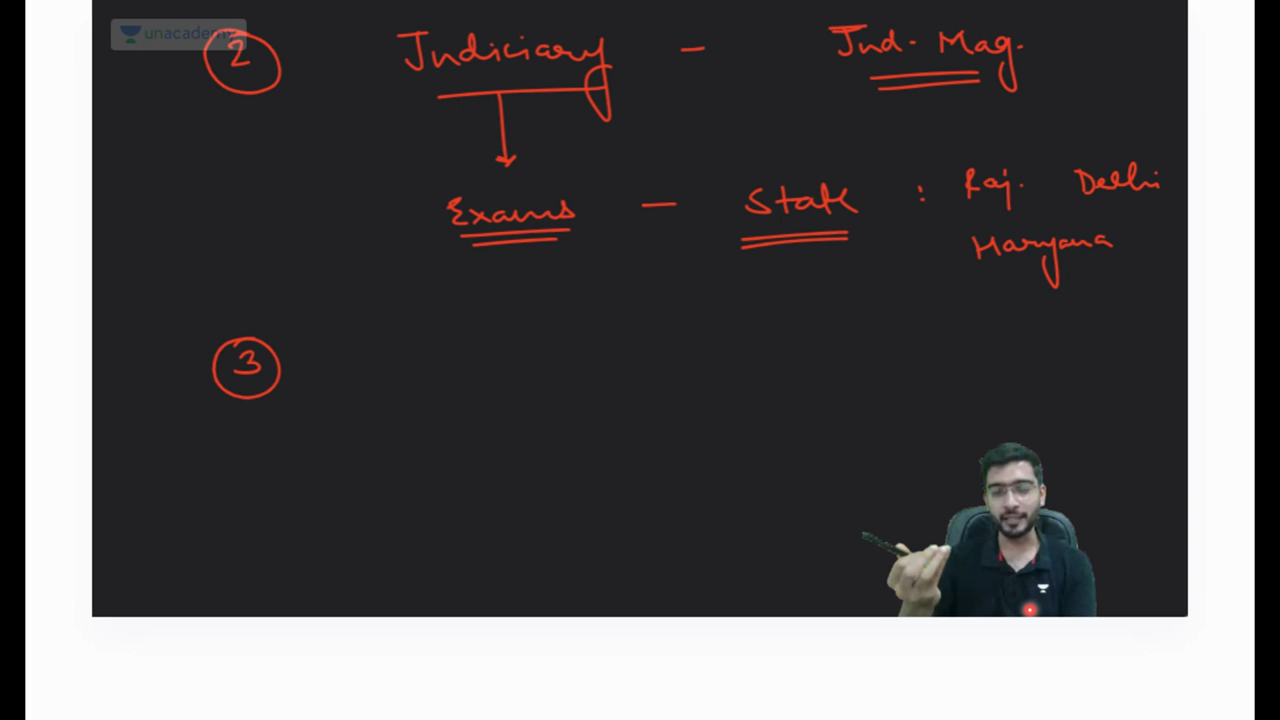 unacademy
2 Judiciary - Jud. Mag.
Exams - State : Raj. Delhi
Haryana
3